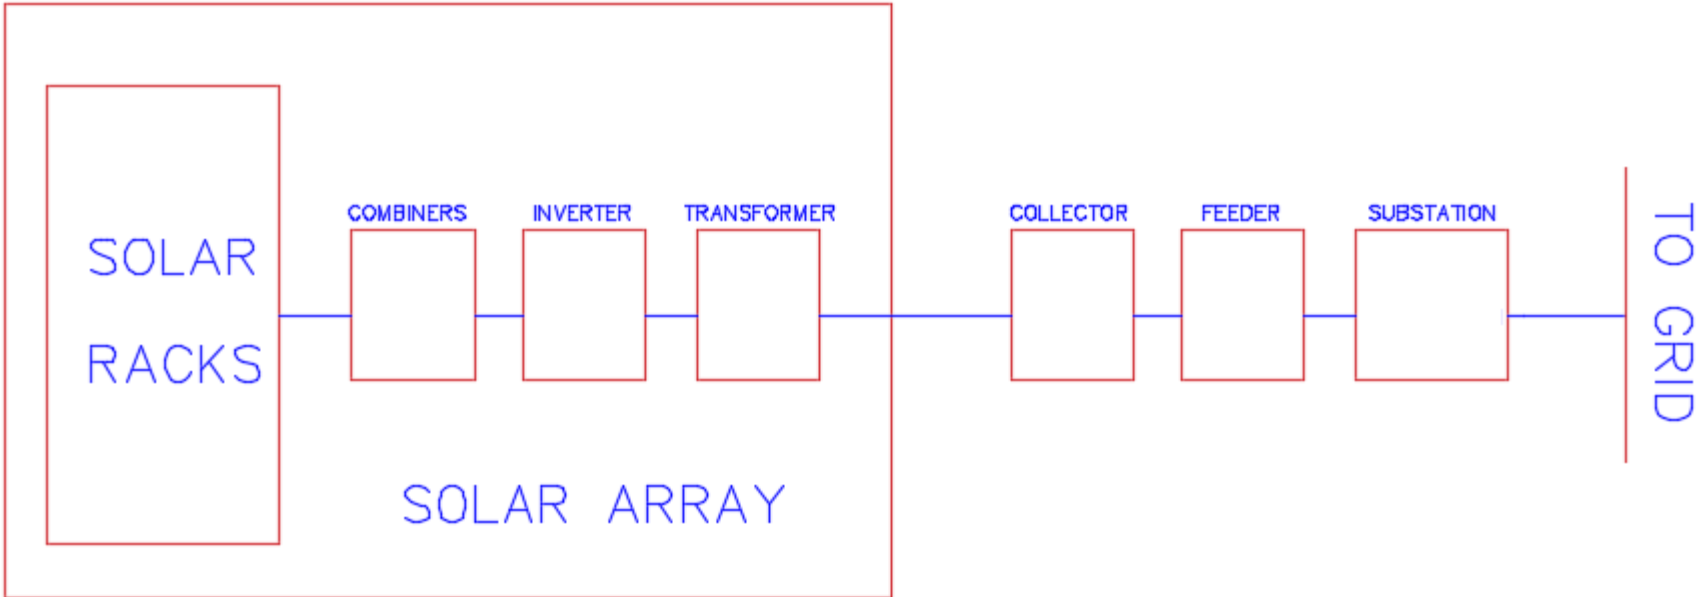 SOLAR
RACKS
COMBINERS
INVERTER
TRANSFORMER
SOLAR ARRAY
COLLECTOR
FEEDER
SUBSTATION
TO GRID